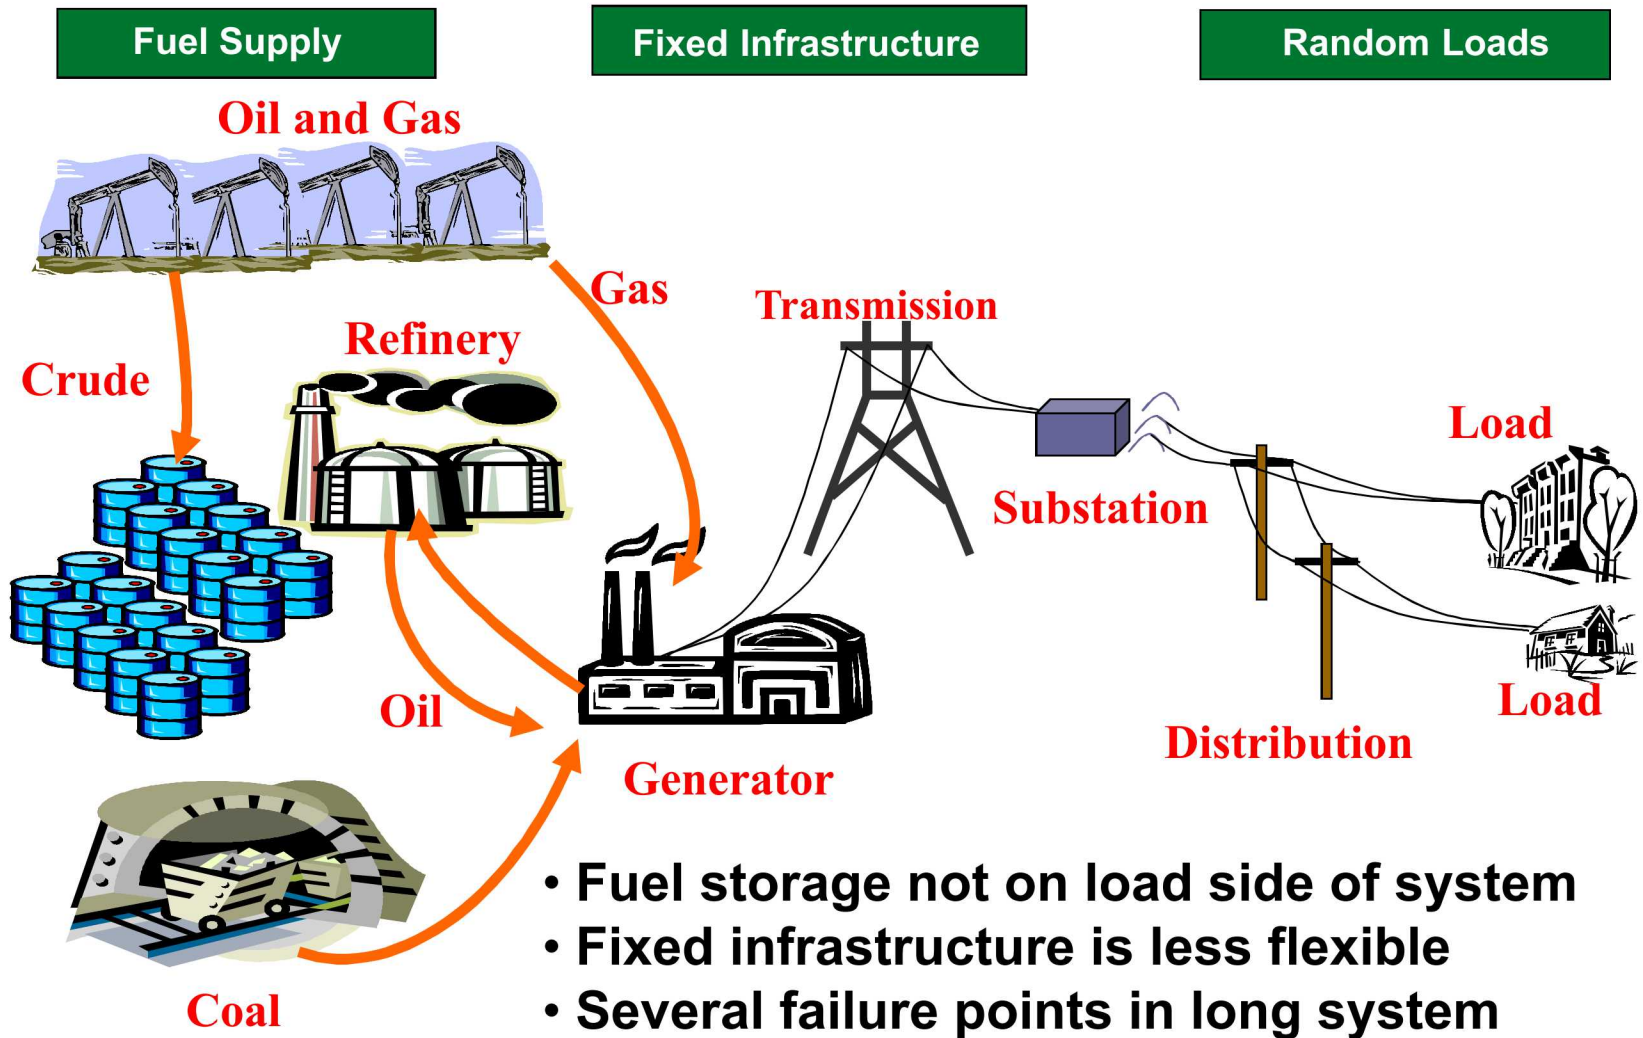 Fuel Supply
Fixed Infrastructure
Random Loads
Oil and Gas
Gas
Transmission
Refinery
Crude
Load
Substation
Load
Oil
Distribution
Generator
Coal
• Fuel storage not on load side of system
• Fixed infrastructure is less flexible
• Several failure points in long system